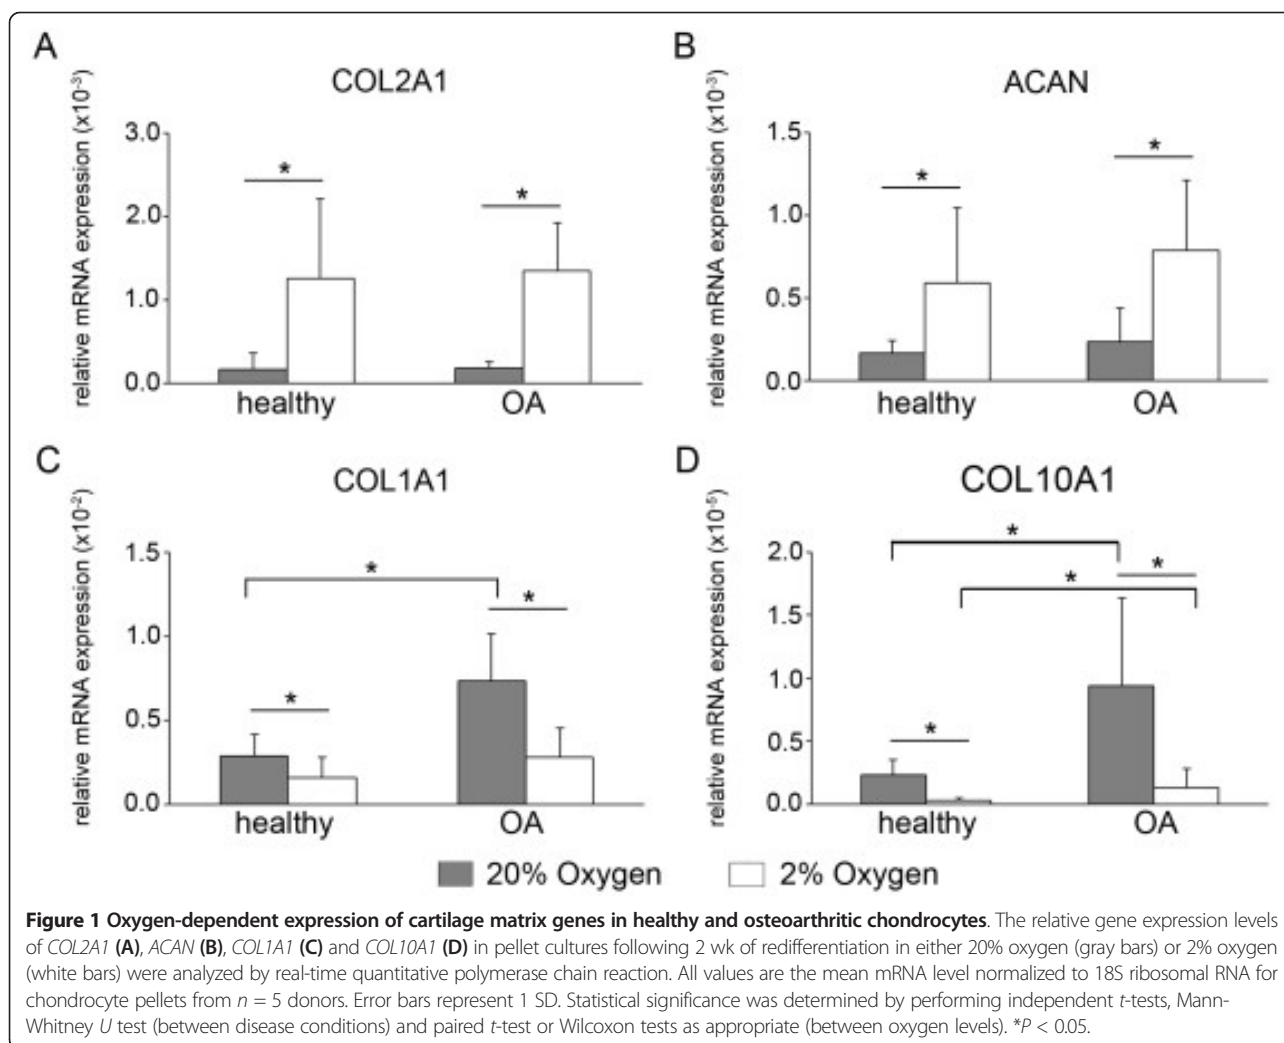 A
COL2A1
relative mRNA expression (x10⁻³)
3.0
2.0
1.0
0.0
*
*
healthy
OA
B
ACAN
relative mRNA expression (x10⁻³)
1.5
1.0
0.5
0.0
*
*
healthy
OA
C
COL1A1
relative mRNA expression (x10⁻²)
1.5
1.0
0.5
0.0
*
*
*
healthy
OA
D
COL10A1
relative mRNA expression (x10⁻⁵)
2.0
1.5
1.0
0.5
0.0
*
*
*
*
healthy
OA
20% Oxygen
2% Oxygen
Figure 1 Oxygen-dependent expression of cartilage matrix genes in healthy and osteoarthritic chondrocytes. The relative gene expression levels
of COL2A1 (A), ACAN (B), COL1A1 (C) and COL10A1 (D) in pellet cultures following 2 wk of redifferentiation in either 20% oxygen (gray bars) or 2% oxygen
(white bars) were analyzed by real-time quantitative polymerase chain reaction. All values are the mean mRNA level normalized to 18S ribosomal RNA for
chondrocyte pellets from n = 5 donors. Error bars represent 1 SD. Statistical significance was determined by performing independent t-tests, Mann-
Whitney U test (between disease conditions) and paired t-test or Wilcoxon tests as appropriate (between oxygen levels). *P < 0.05.